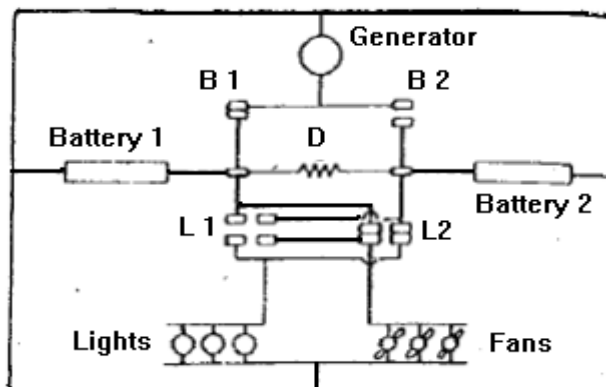 Generator
B 1
B 2
Battery 1
D
Battery 2
L 1
L2
Lights
Fans